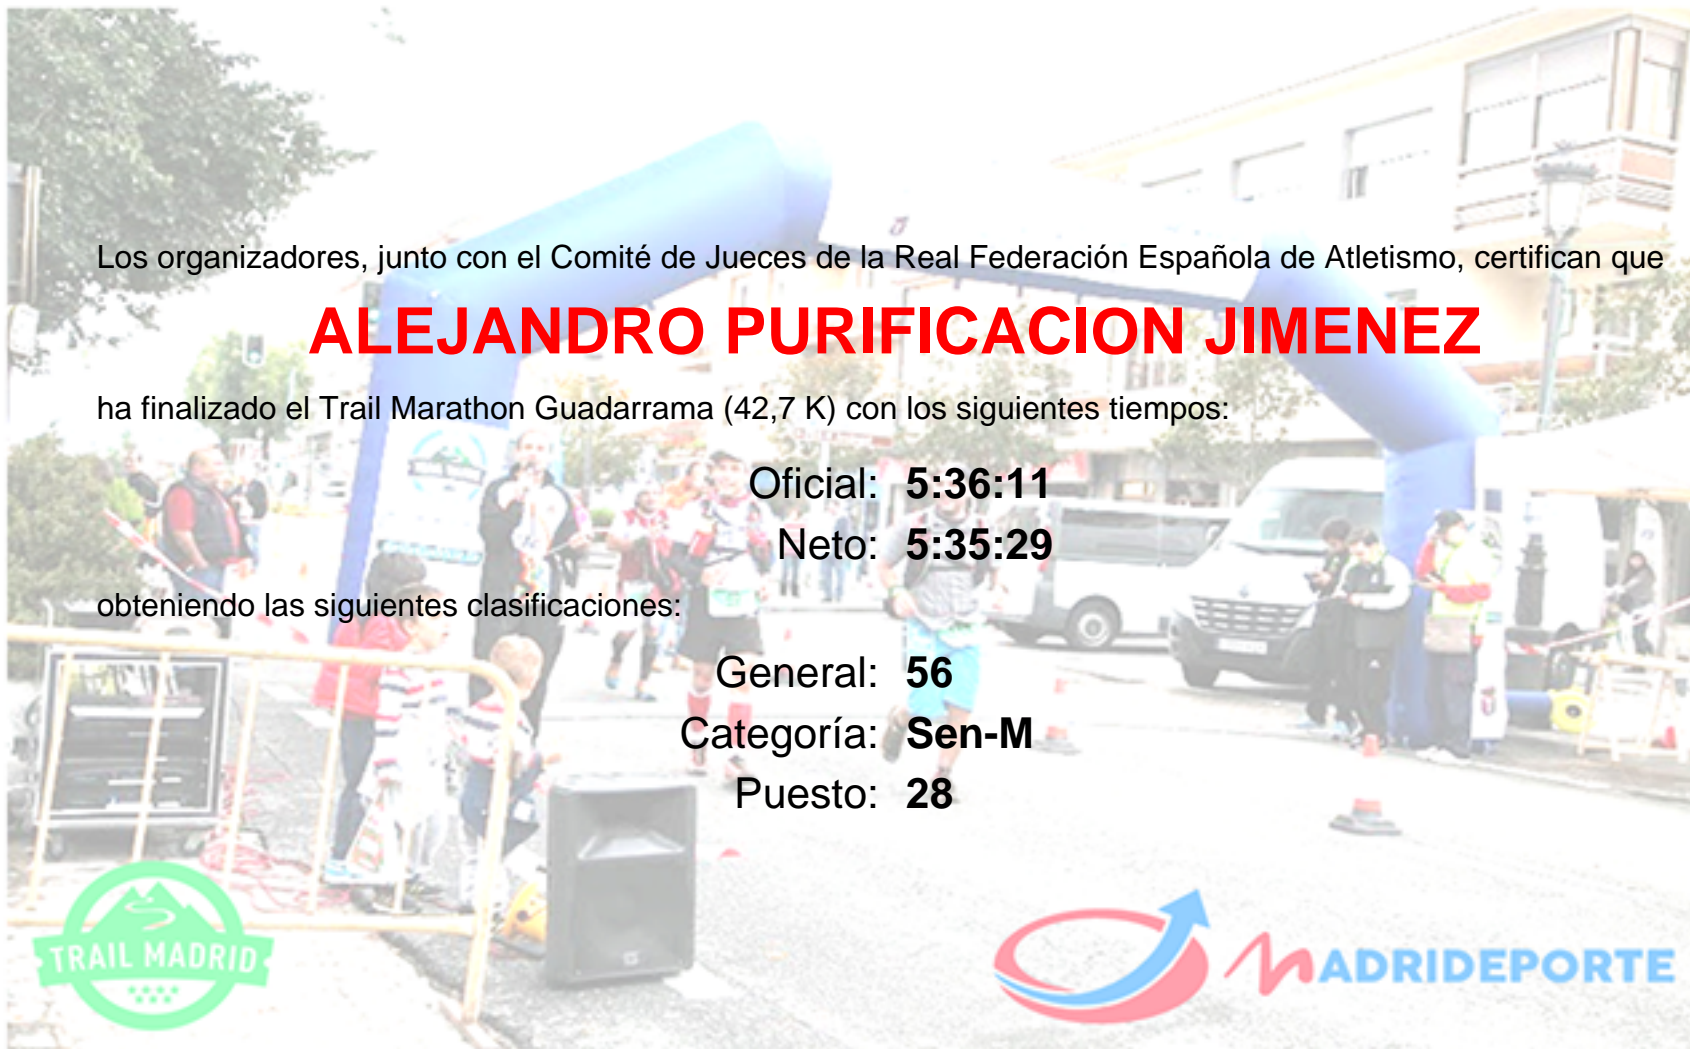 Los organizadores, junto con el Comité de Jueces de la Real Federación Española de Atletismo, certifican que
ALEJANDRO PURIFICACION JIMENEZ
ha finalizado el Trail Marathon Guadarrama (42,7 K) con los siguientes tiempos:
Oficial: 5:36:11
Neto: 5:35:29
obteniendo las siguientes clasificaciones:
General: 56
Categoría: Sen-M
Puesto: 28
TRAIL MADRID
MADRIDEPORTE